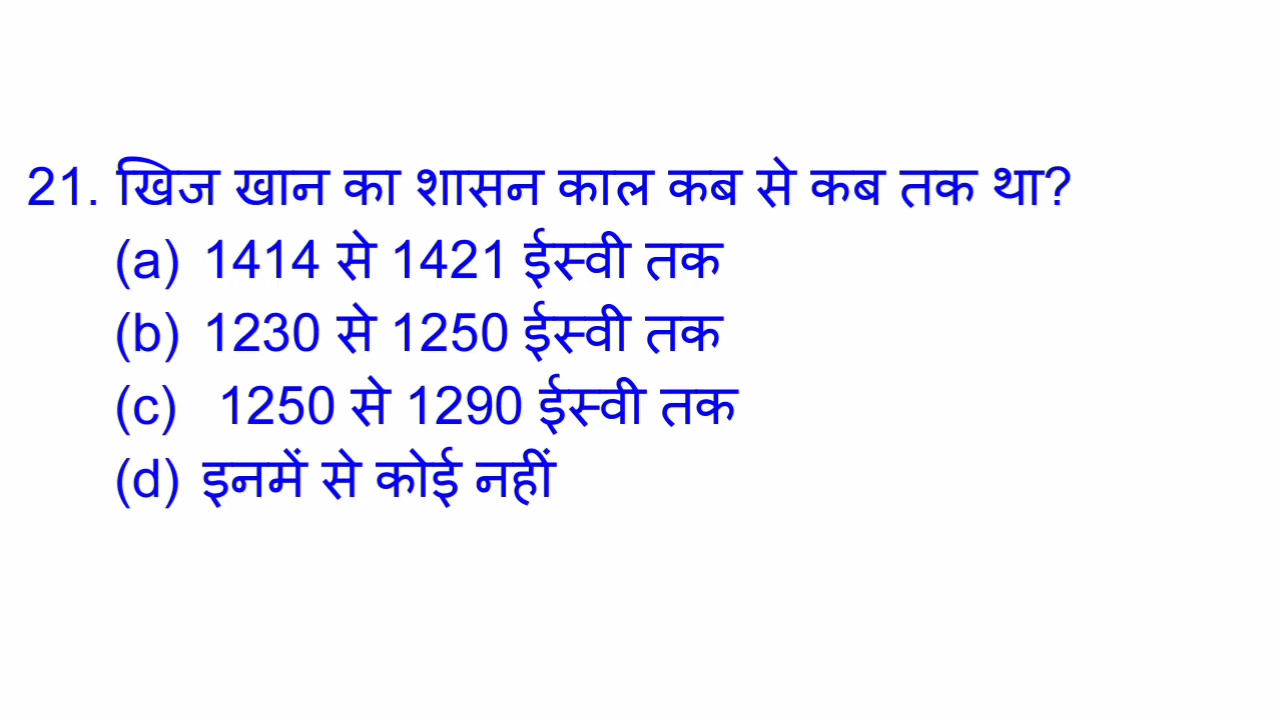 21. खिज खान का शासन काल कब से कब तक था?
(a) 1414 से 1421 ईस्वी तक
(b) 1230 से 1250 ईस्वी तक
(c) 1250 से 1290 ईस्वी तक
(d) इनमें से कोई नहीं